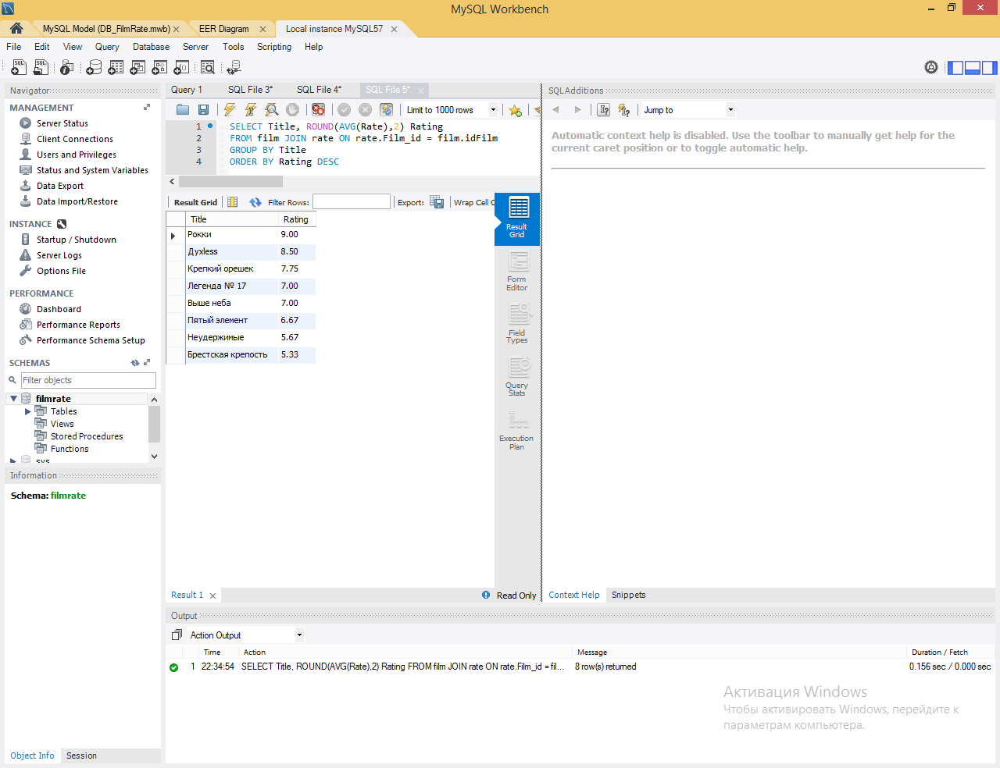 MySQL Workbench
MySQL Model (DB_FilmRate.mwb)
EER Diagram
Local instance MySQL57
File Edit View Query Database Server Tools Scripting Help
Navigator
MANAGEMENT
Server Status
Client Connections
Users and Privileges
Status and System Variables
Data Export
Data Import/Restore
INSTANCE
Startup / Shutdown
Server Logs
Options File
PERFORMANCE
Dashboard
Performance Reports
Performance Schema Setup
SCHEMAS
Filter objects
filmrate
Tables
Views
Stored Procedures
Functions
sys
Information
Schema: filmrate
Object Info Session
Query 1 SQL File 3* SQL File 4* SQL File 5*
Limit to 1000 rows
1 SELECT Title, ROUND(AVG(Rate),2) Rating
2 FROM film JOIN rate ON rate.Film_id = film.idFilm
3 GROUP BY Title
4 ORDER BY Rating DESC
Result Grid Filter Rows: Export: Wrap Cell C
Title Rating
Рокки 9.00
Духless 8.50
Крепкий орешек 7.75
Легенда № 17 7.00
Выше неба 7.00
Пятый элемент 6.67
Неудержимые 5.67
Брестская крепость 5.33
Result
Grid
Form
Editor
Field
Types
Query
Stats
Execution
Plan
Result 1
Read Only
SQLAdditions
Jump to
Automatic context help is disabled. Use the toolbar to manually get help for the
current caret position or to toggle automatic help.
Context Help Snippets
Output
Action Output
Time Action Message Duration / Fetch
1 22:34:54 SELECT Title, ROUND(AVG(Rate),2) Rating FROM film JOIN rate ON rate.Film_id = fil... 8 row(s) returned 0.156 sec / 0.000 sec
Активация Windows
Чтобы активировать Windows, перейдите к
параметрам компьютера.